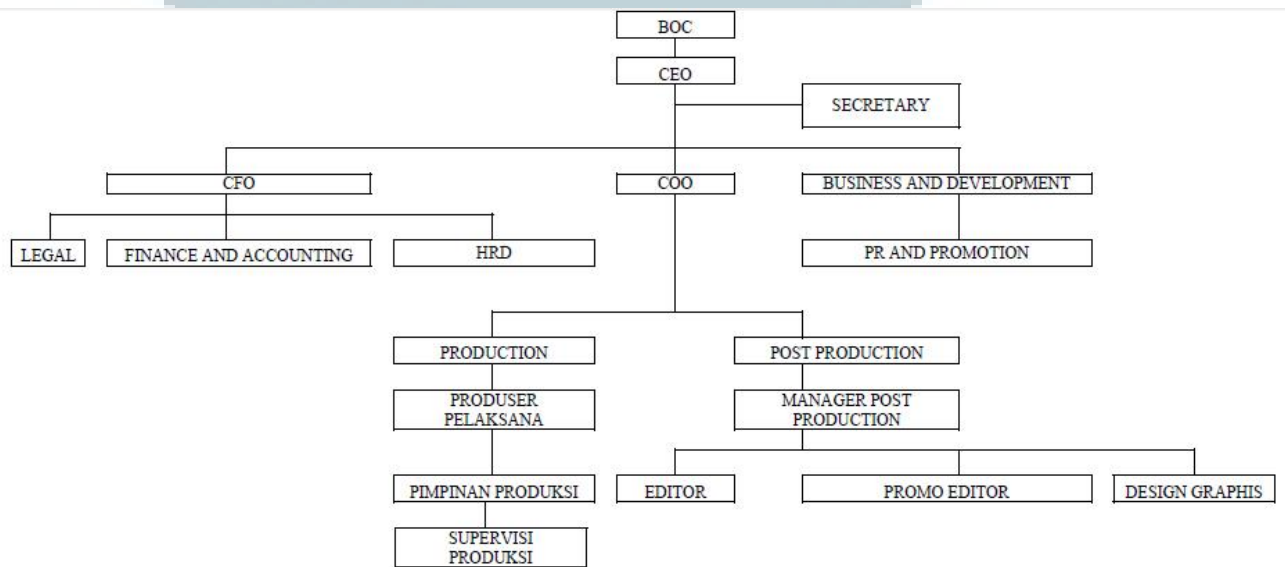 BOC
CEO
SECRETARY
CFO
COO
BUSINESS AND DEVELOPMENT
LEGAL
FINANCE AND ACCOUNTING
HRD
PR AND PROMOTION
PRODUCTION
POST PRODUCTION
PRODUSER
PELAKSANA
MANAGER POST
PRODUCTION
PIMPINAN PRODUKSI
EDITOR
PROMO EDITOR
DESIGN GRAPHIS
SUPERVISI
PRODUKSI